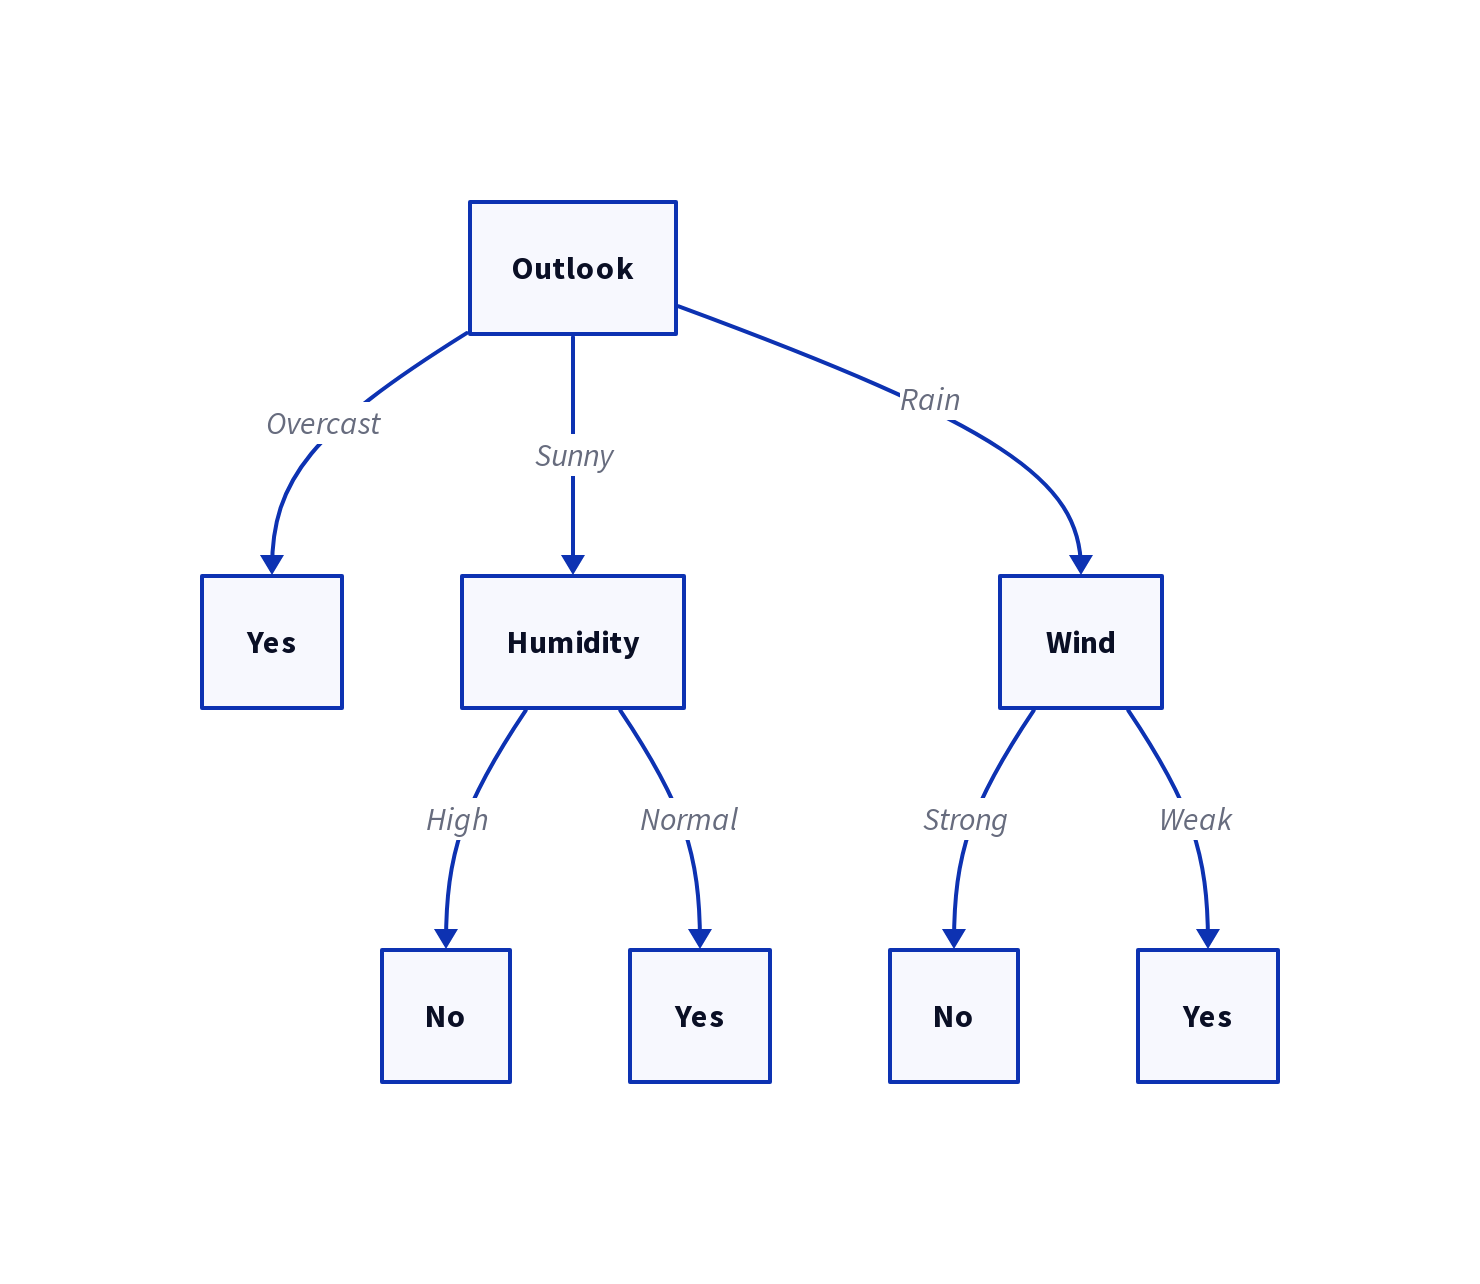 Outlook
Rain
Overcast
Sunny
Yes
Humidity
Wind
High
Normal
Strong
Weak
No
Yes
No
Yes